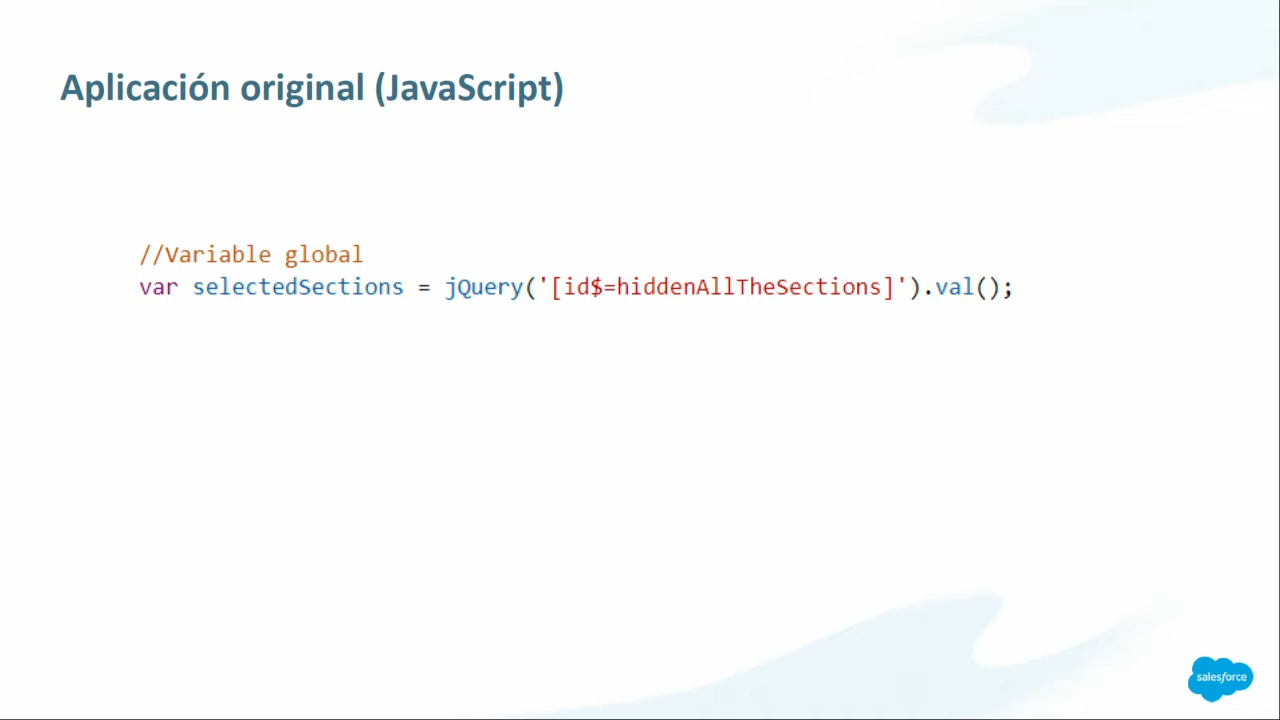 Aplicación original (JavaScript)
//Variable global
var selectedSections = jQuery('[id$=hiddenAllTheSections]').val();
salesforce